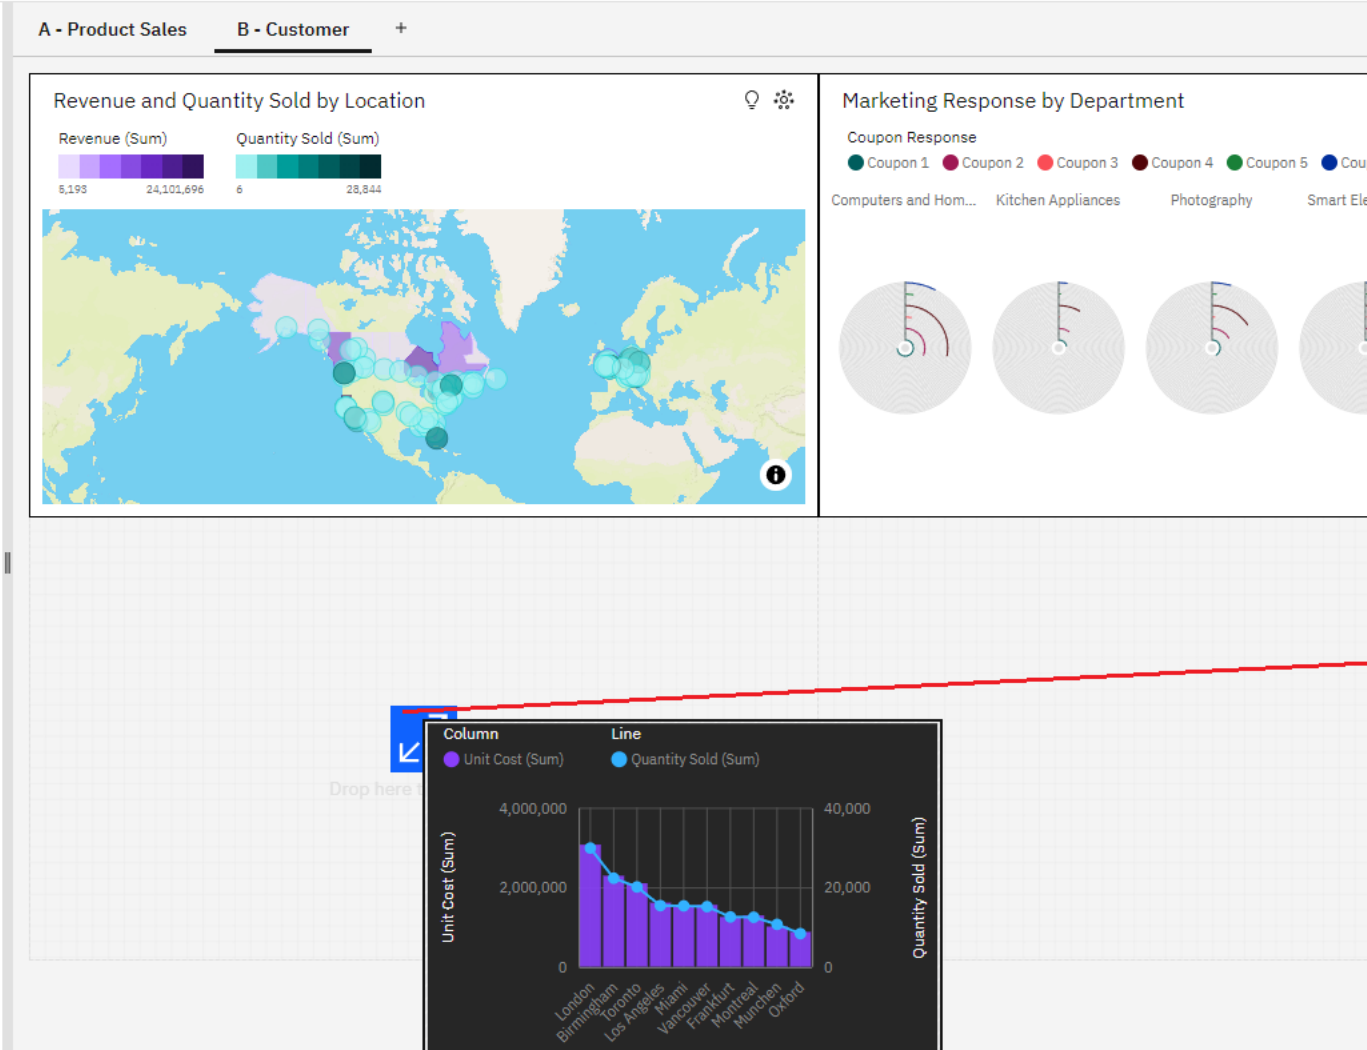 A - Product Sales
B - Customer
+
Revenue and Quantity Sold by Location
Revenue (Sum)
Quantity Sold (Sum)
5,193
24,101,696
6
28,844
Marketing Response by Department
Coupon Response
Coupon 1
Coupon 2
Coupon 3
Coupon 4
Coupon 5
Cou
Computers and Hom...
Kitchen Appliances
Photography
Smart Ele
Drop here t
Column
Line
Unit Cost (Sum)
Quantity Sold (Sum)
4,000,000
2,000,000
0
Unit Cost (Sum)
40,000
20,000
0
Quantity Sold (Sum)
London
Birmingham
Toronto
Los Angeles
Miami
Vancouver
Frankfurt
Montreal
Munchen
Oxford